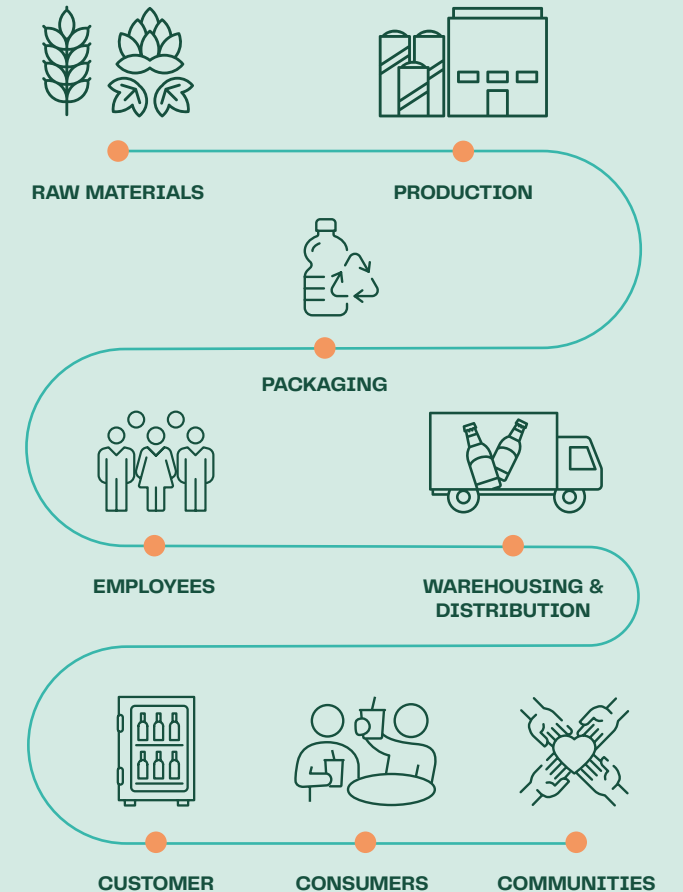 RAW MATERIALS
PRODUCTION
PACKAGING
EMPLOYEES
WAREHOUSING &
DISTRIBUTION
CUSTOMER
CONSUMERS
COMMUNITIES